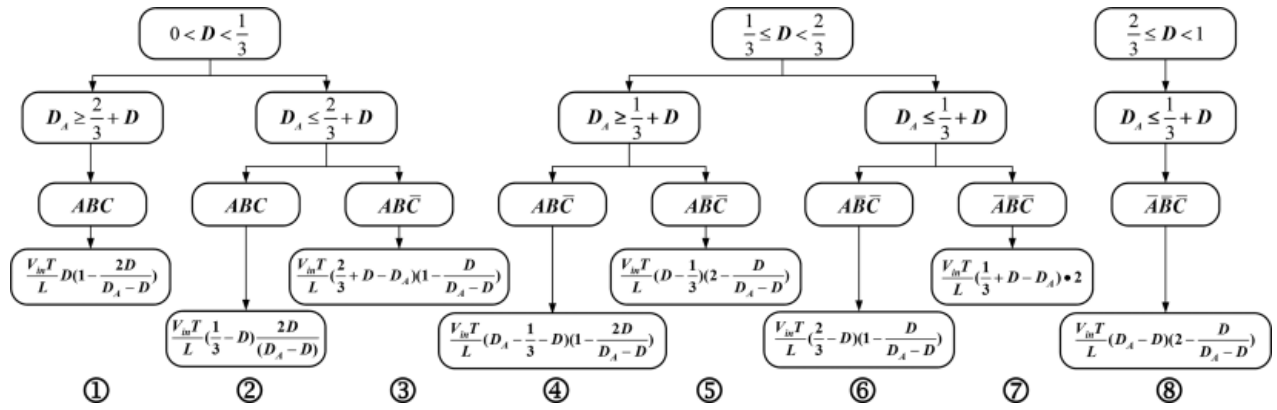 0 < D < 1/3
1/3 ≤ D < 2/3
2/3 ≤ D < 1
D_A ≥ 2/3 + D
D_A ≤ 2/3 + D
D_A ≥ 1/3 + D
D_A ≤ 1/3 + D
D_A ≤ 1/3 + D
ABC
ABC
ABC̅
ABC̅
AB̅C̅
AB̅C̅
A̅B̅C̅
A̅B̅C̅
V_in T/L D(1 − 2D/(D_A − D))
V_in T/L (2/3 + D − D_A)(1 − D/(D_A − D))
V_in T/L (D − 1/3)(2 − D/(D_A − D))
V_in T/L (1/3 + D − D_A) • 2
V_in T/L (1/3 − D) 2D/(D_A − D)
V_in T/L (D_A − 1/3 − D)(1 − 2D/(D_A − D))
V_in T/L (2/3 − D)(1 − D/(D_A − D))
V_in T/L (D_A − D)(2 − D/(D_A − D))
① ② ③ ④ ⑤ ⑥ ⑦ ⑧